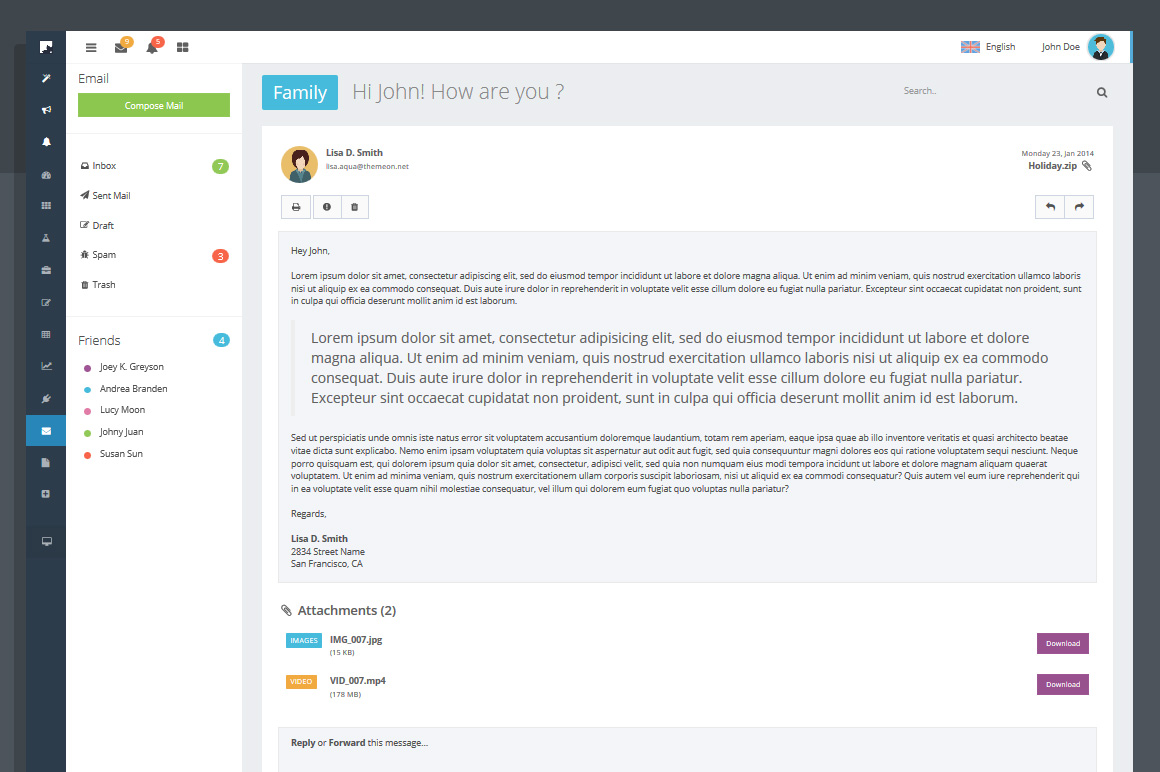 9
5
English
John Doe
Email
Compose Mail
Inbox
7
Sent Mail
Draft
Spam
3
Trash
Friends
4
Joey K. Greyson
Andrea Branden
Lucy Moon
Johny Juan
Susan Sun
Family
Hi John! How are you ?
Search..
Lisa D. Smith
lisa.aqua@themeon.net
Monday 23, Jan 2014
Holiday.zip
Hey John,
Lorem ipsum dolor sit amet, consectetur adipiscing elit, sed do eiusmod tempor incididunt ut labore et dolore magna aliqua. Ut enim ad minim veniam, quis nostrud exercitation ullamco laboris
nisi ut aliquip ex ea commodo consequat. Duis aute irure dolor in reprehenderit in voluptate velit esse cillum dolore eu fugiat nulla pariatur. Excepteur sint occaecat cupidatat non proident, sunt
in culpa qui officia deserunt mollit anim id est laborum.
Lorem ipsum dolor sit amet, consectetur adipisicing elit, sed do eiusmod tempor incididunt ut labore et dolore
magna aliqua. Ut enim ad minim veniam, quis nostrud exercitation ullamco laboris nisi ut aliquip ex ea commodo
consequat. Duis aute irure dolor in reprehenderit in voluptate velit esse cillum dolore eu fugiat nulla pariatur.
Excepteur sint occaecat cupidatat non proident, sunt in culpa qui officia deserunt mollit anim id est laborum.
Sed ut perspiciatis unde omnis iste natus error sit voluptatem accusantium doloremque laudantium, totam rem aperiam, eaque ipsa quae ab illo inventore veritatis et quasi architecto beatae
vitae dicta sunt explicabo. Nemo enim ipsam voluptatem quia voluptas sit aspernatur aut odit aut fugit, sed quia consequuntur magni dolores eos qui ratione voluptatem sequi nesciunt. Neque
porro quisquam est, qui dolorem ipsum quia dolor sit amet, consectetur, adipisci velit, sed quia non numquam eius modi tempora incidunt ut labore et dolore magnam aliquam quaerat
voluptatem. Ut enim ad minima veniam, quis nostrum exercitationem ullam corporis suscipit laboriosam, nisi ut aliquid ex ea commodi consequatur? Quis autem vel eum iure reprehenderit qui
in ea voluptate velit esse quam nihil molestiae consequatur, vel illum qui dolorem eum fugiat quo voluptas nulla pariatur?
Regards,
Lisa D. Smith
2834 Street Name
San Francisco, CA
Attachments (2)
IMAGES
IMG_007.jpg
(15 KB)
Download
VIDEO
VID_007.mp4
(178 MB)
Download
Reply or Forward this message...